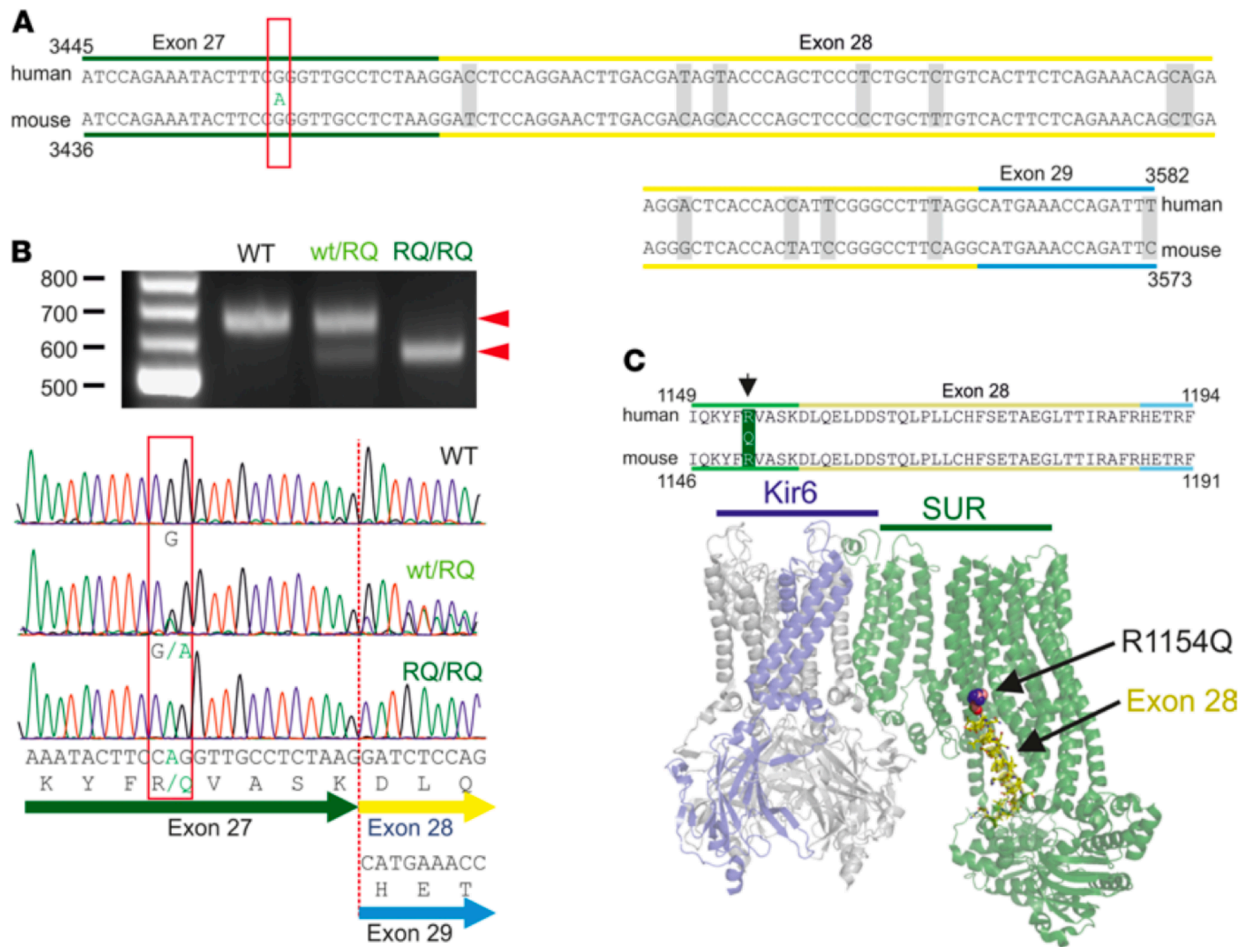 A
3445 Exon 27 Exon 28
human ATCCAGAAATACTTTCGGGTTGCCTCTAAGGACCTCCAGGAACTTGACGATAGTACCCAGCTCCCTCTGCTCTGTCACTTCTCAGAAACAGCAGA
A
mouse ATCCAGAAATACTTCCGGGTTGCCTCTAAGGATCTCCAGGAACTTGACGACAGCACCCAGCTCCCCCTGCTTTGTCACTTCTCAGAAACAGCTGA
3436
Exon 29 3582
AGGACTCACCACCATTCGGGCCTTTAGGCATGAAACCAGATTT human
AGGGCTCACCACTATCCGGGCCTTCAGGCATGAAACCAGATTC mouse
3573
B
WT wt/RQ RQ/RQ
800
700
600
500
WT
G
wt/RQ
G/A
RQ/RQ
AAATACTTCCAGGTTGCCTCTAAGGATCTCCAG
K Y F R/Q V A S K D L Q
Exon 27 Exon 28
CATGAAACC
H E T
Exon 29
C
1149 Exon 28 1194
human IQKYFRVASKDLQELDDSTQLPLLCHFSETAEGLTTIRAFRHETRF
Q
mouse IQKYFRVASKDLQELDDSTQLPLLCHFSETAEGLTTIRAFRHETRF
1146 1191
Kir6 SUR
R1154Q
Exon 28